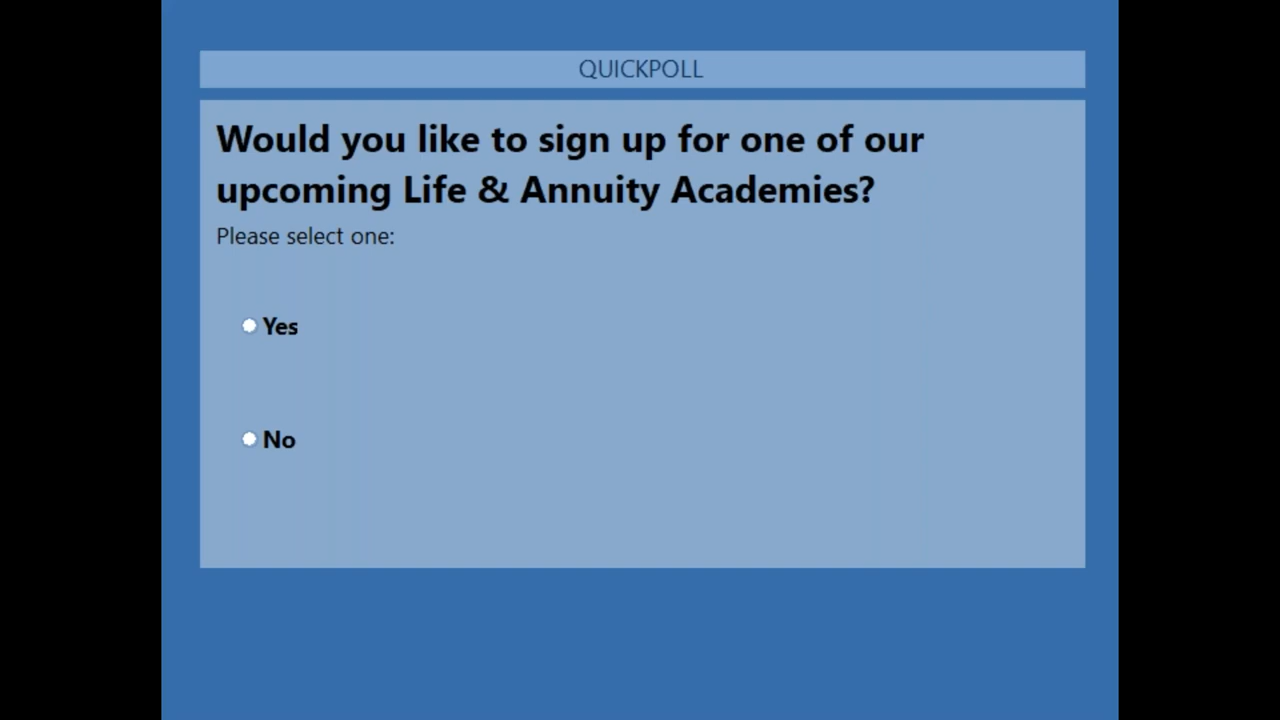 QUICKPOLL
Would you like to sign up for one of our
upcoming Life & Annuity Academies?
Please select one:
Yes
No